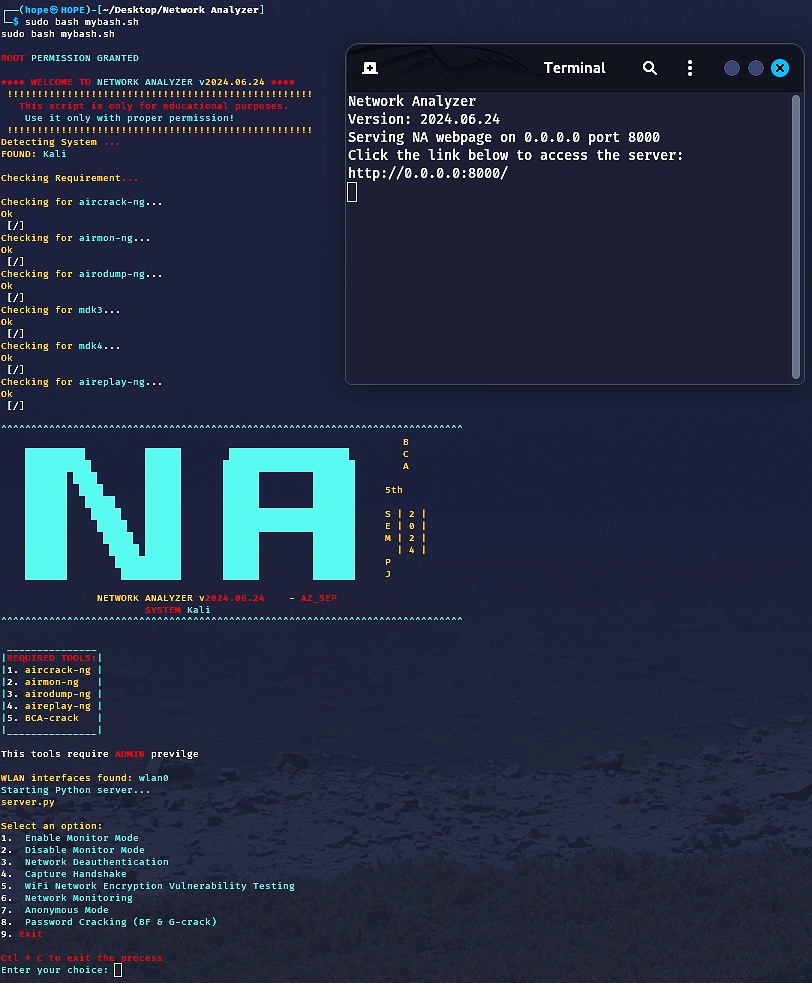 ┌──(hope㉿HOPE)-[~/Desktop/Network Analyzer]
└─$ sudo bash mybash.sh
sudo bash mybash.sh
ROOT PERMISSION GRANTED
**** WELCOME TO NETWORK ANALYZER v2024.06.24 ****
!!!!!!!!!!!!!!!!!!!!!!!!!!!!!!!!!!!!!!!!!!!!!!!!!!!
This script is only for educational purposes.
Use it only with proper permission!
!!!!!!!!!!!!!!!!!!!!!!!!!!!!!!!!!!!!!!!!!!!!!!!!!!!
Detecting System ...
FOUND: Kali
Checking Requirement...
Checking for aircrack-ng...
Ok
[/]
Checking for airmon-ng...
Ok
[/]
Checking for airodump-ng...
Ok
[/]
Checking for mdk3...
Ok
[/]
Checking for mdk4...
Ok
[/]
Checking for aireplay-ng...
Ok
[/]
Terminal
Network Analyzer
Version: 2024.06.24
Serving NA webpage on 0.0.0.0 port 8000
Click the link below to access the server:
http://0.0.0.0:8000/
^^^^^^^^^^^^^^^^^^^^^^^^^^^^^^^^^^^^^^^^^^^^^^^^^^^^^^^^^^^^^^^^^^^^^^^^^^^^^
NA
B
C
A
5th
S | 2 |
E | 0 |
M | 2 |
| 4 |
P
J
NETWORK ANALYZER v2024.06.24 - AZ_SEP
SYSTEM Kali
^^^^^^^^^^^^^^^^^^^^^^^^^^^^^^^^^^^^^^^^^^^^^^^^^^^^^^^^^^^^^^^^^^^^^^^^^^^^^
_______________
|REQUIRED TOOLS:|
|1. aircrack-ng |
|2. airmon-ng |
|3. airodump-ng |
|4. aireplay-ng |
|5. BCA-crack |
|_______________|
This tools require ADMIN previlge
WLAN interfaces found: wlan0
Starting Python server...
server.py
Select an option:
1. Enable Monitor Mode
2. Disable Monitor Mode
3. Network Deauthentication
4. Capture Handshake
5. WiFi Network Encryption Vulnerability Testing
6. Network Monitoring
7. Anonymous Mode
8. Password Cracking (BF & G-crack)
9. Exit
Ctl + C to exit the process
Enter your choice: